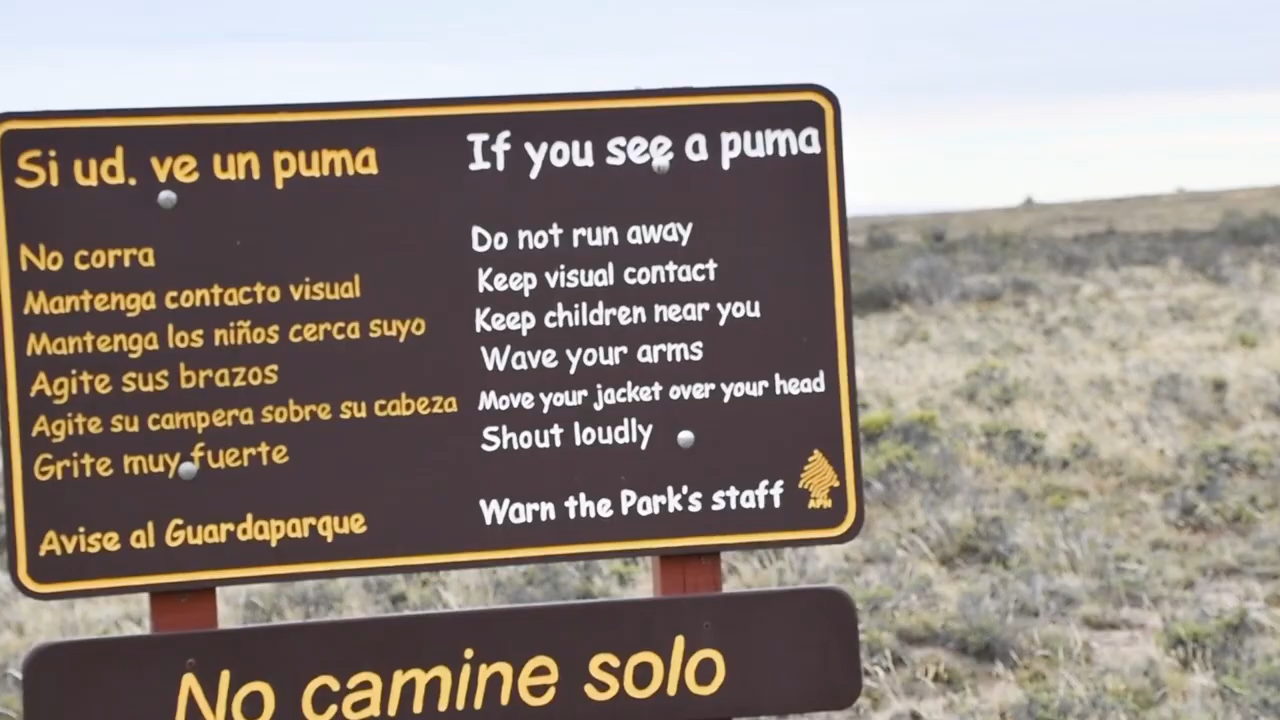 Si ud. ve un puma
No corra
Mantenga contacto visual
Mantenga los niños cerca suyo
Agite sus brazos
Agite su campera sobre su cabeza
Grite muy fuerte
Avise al Guardaparque
If you see a puma
Do not run away
Keep visual contact
Keep children near you
Wave your arms
Move your jacket over your head
Shout loudly
Warn the Park's staff
APN
No camine solo